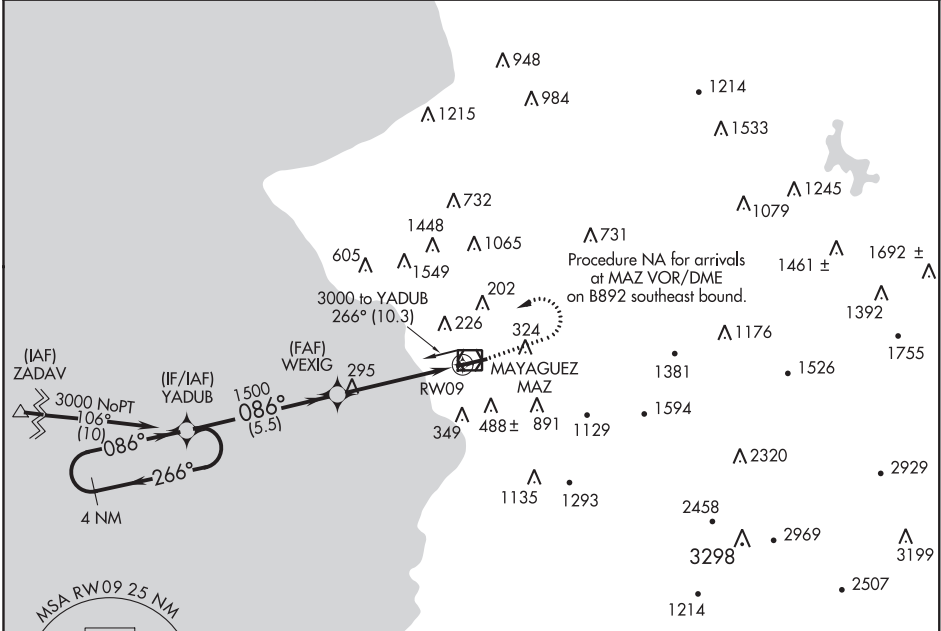 948
984
1215
1214
1533
1245
1079
732
1448
1065
731
605
1549
Procedure NA for arrivals
at MAZ VOR/DME
on B892 southeast bound.
1461 ±
1692 ±
1392
3000 to YADUB
266° (10.3)
202
226
324
1176
1755
MAYAGUEZ
MAZ
1381
1526
(IAF)
ZADAV
(IF/IAF)
YADUB
(FAF)
WEXIG
295
RW09
3000 NoPT
106°
(10)
1500
086°
(5.5)
086°
266°
4 NM
349
488 ±
891
1129
1594
1135
1293
2320
2929
2458
3298
2969
3199
1214
2507
MSA RW09 25 NM